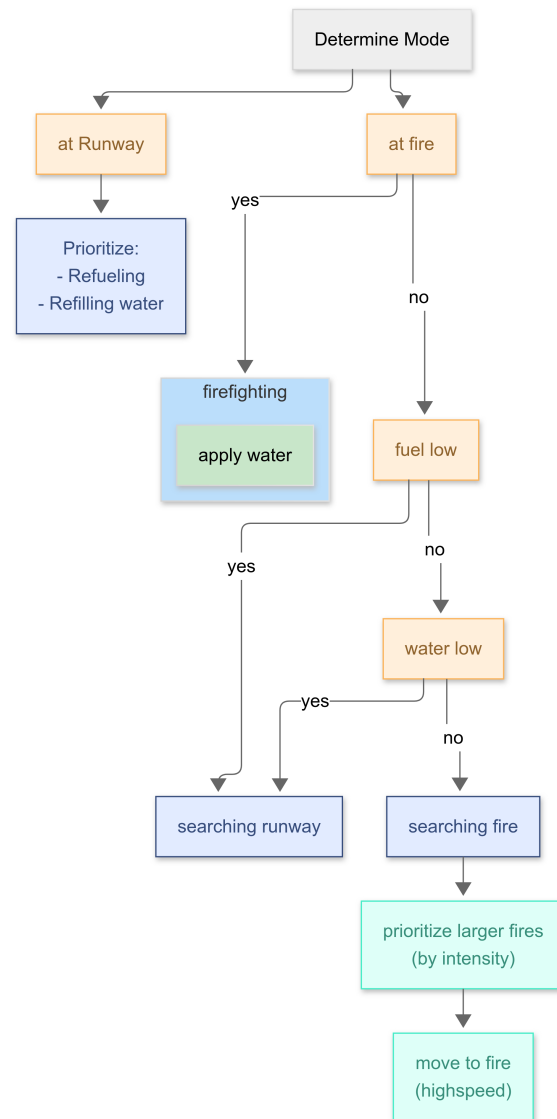 Determine Mode
at Runway
at fire
yes
Prioritize:
- Refueling
- Refilling water
no
firefighting
apply water
fuel low
no
yes
water low
yes
no
searching runway
searching fire
prioritize larger fires
(by intensity)
move to fire
(highspeed)